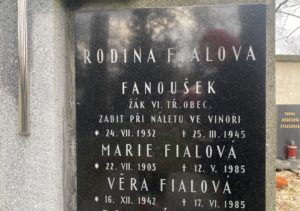 RODINA FIALOVA
FANOUŠEK
ŽÁK VI. TŘ. OBEC.
ZABIT PŘI NÁLETU VE VINOŘI
* 24. VII. 1932 † 25. III. 1945
MARIE FIALOVÁ
* 22. VII. 1903 † 12. V. 1985
VĚRA FIALOVÁ
* 16. XII. 1942 † 17. VI. 1985